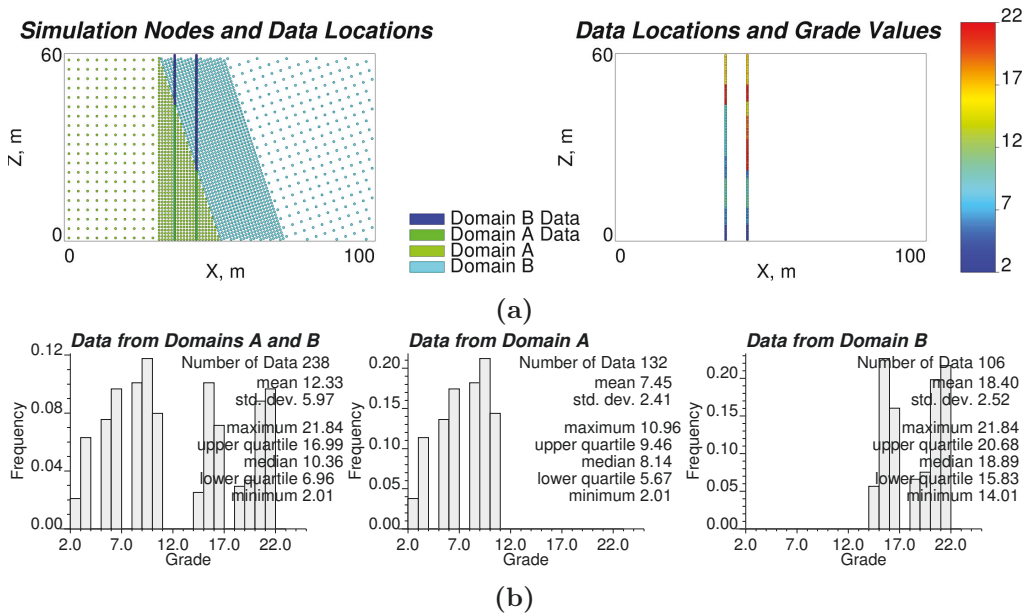 Simulation Nodes and Data Locations
60
Z, m
0
0
X, m
100
Domain B Data
Domain A Data
Domain A
Domain B
Data Locations and Grade Values
60
Z, m
0
0
X, m
100
22
17
12
7
2
(a)
Data from Domains A and B
Frequency
0.12
0.08
0.04
0.00
2.0 7.0 12.0 17.0 22.0
Grade
Number of Data 238
mean 12.33
std. dev. 5.97
maximum 21.84
upper quartile 16.99
median 10.36
lower quartile 6.96
minimum 2.01
Data from Domain A
Frequency
0.20
0.15
0.10
0.05
0.00
2.0 7.0 12.0 17.0 22.0
Grade
Number of Data 132
mean 7.45
std. dev. 2.41
maximum 10.96
upper quartile 9.46
median 8.14
lower quartile 5.67
minimum 2.01
Data from Domain B
Frequency
0.20
0.15
0.10
0.05
0.00
2.0 7.0 12.0 17.0 22.0
Grade
Number of Data 106
mean 18.40
std. dev. 2.52
maximum 21.84
upper quartile 20.68
median 18.89
lower quartile 15.83
minimum 14.01
(b)